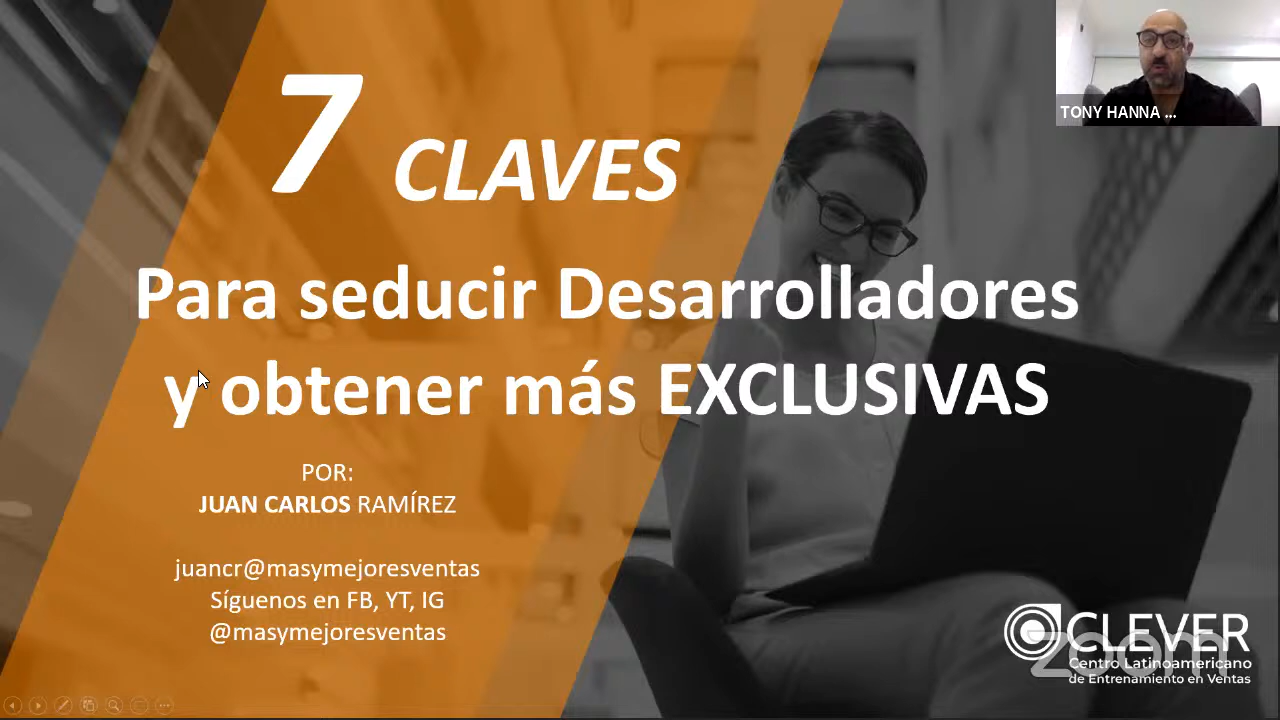 7 CLAVES
Para seducir Desarrolladores
y obtener más EXCLUSIVAS
POR:
JUAN CARLOS RAMÍREZ
juancr@masymejoresventas
Síguenos en FB, YT, IG
@masymejoresventas
TONY HANNA ...
CLEVER
zoom
Centro Latinoamericano
de Entrenamiento en Ventas